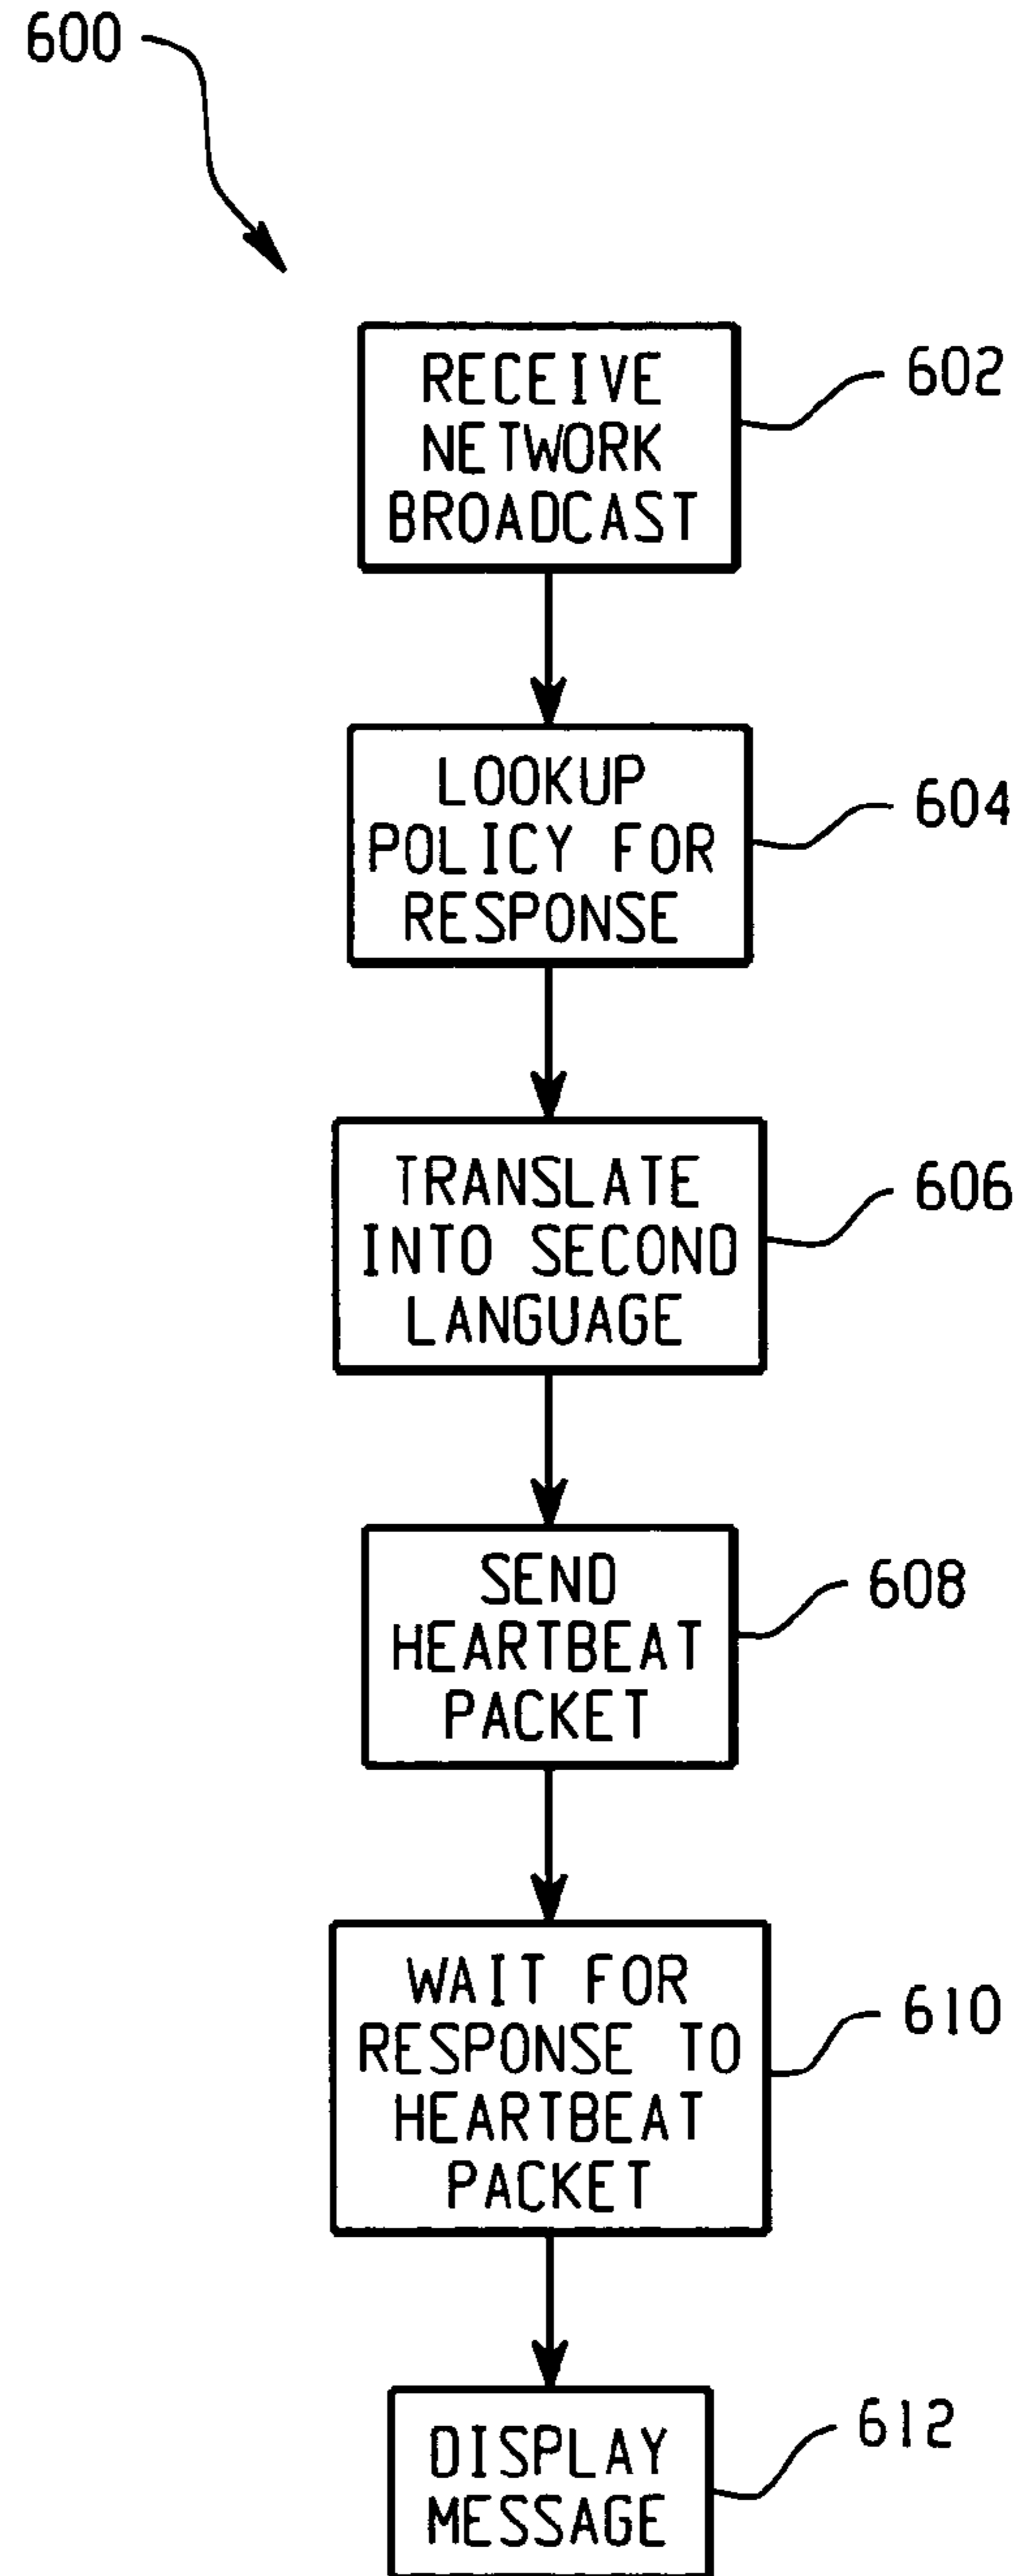 600
RECEIVE
NETWORK
BROADCAST
602
LOOKUP
POLICY FOR
RESPONSE
604
TRANSLATE
INTO SECOND
LANGUAGE
606
SEND
HEARTBEAT
PACKET
608
WAIT FOR
RESPONSE TO
HEARTBEAT
PACKET
610
DISPLAY
MESSAGE
612